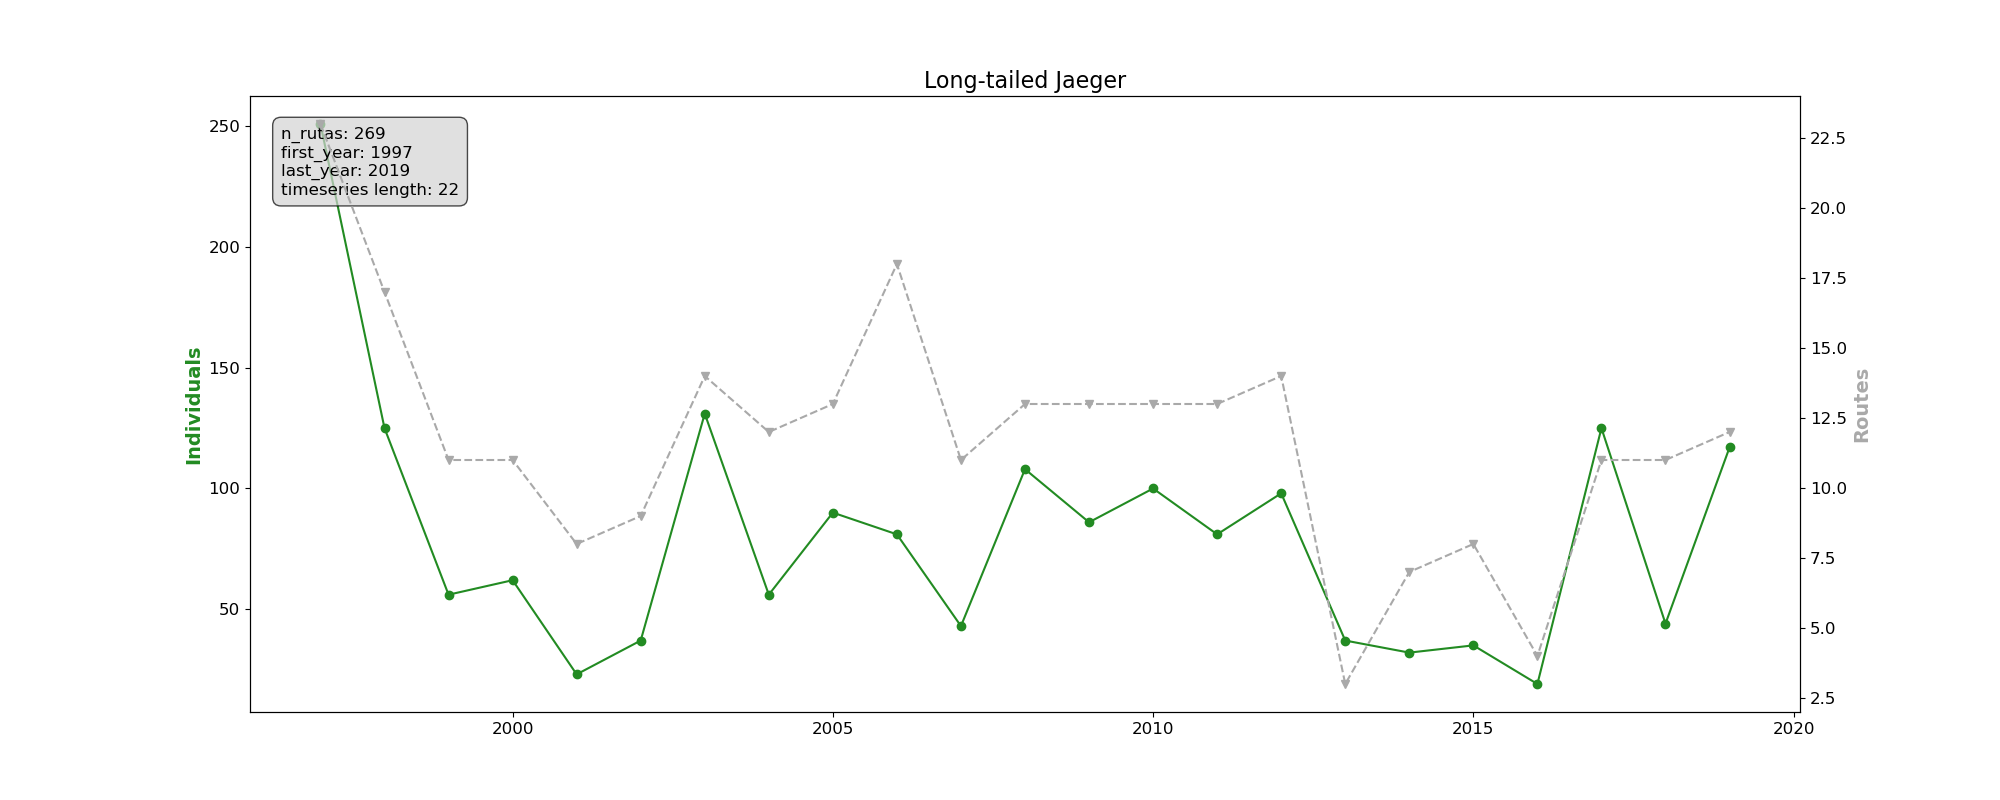 Long-tailed Jaeger
n_rutas: 269
first_year: 1997
last_year: 2019
timeseries length: 22
Individuals
250
200
150
100
50
22.5
20.0
17.5
15.0
12.5
10.0
7.5
5.0
2.5
Routes
2000
2005
2010
2015
2020